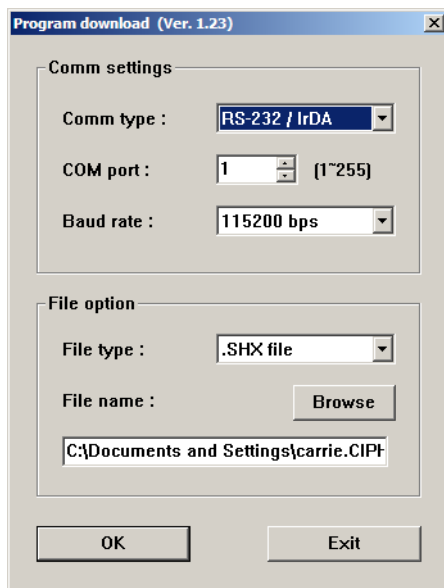 Program download (Ver. 1.23)
Comm settings
Comm type : RS-232 / IrDA
COM port : 1 (1~255)
Baud rate : 115200 bps
File option
File type : .SHX file
File name : Browse
C:\Documents and Settings\carrie.CIPH
OK Exit